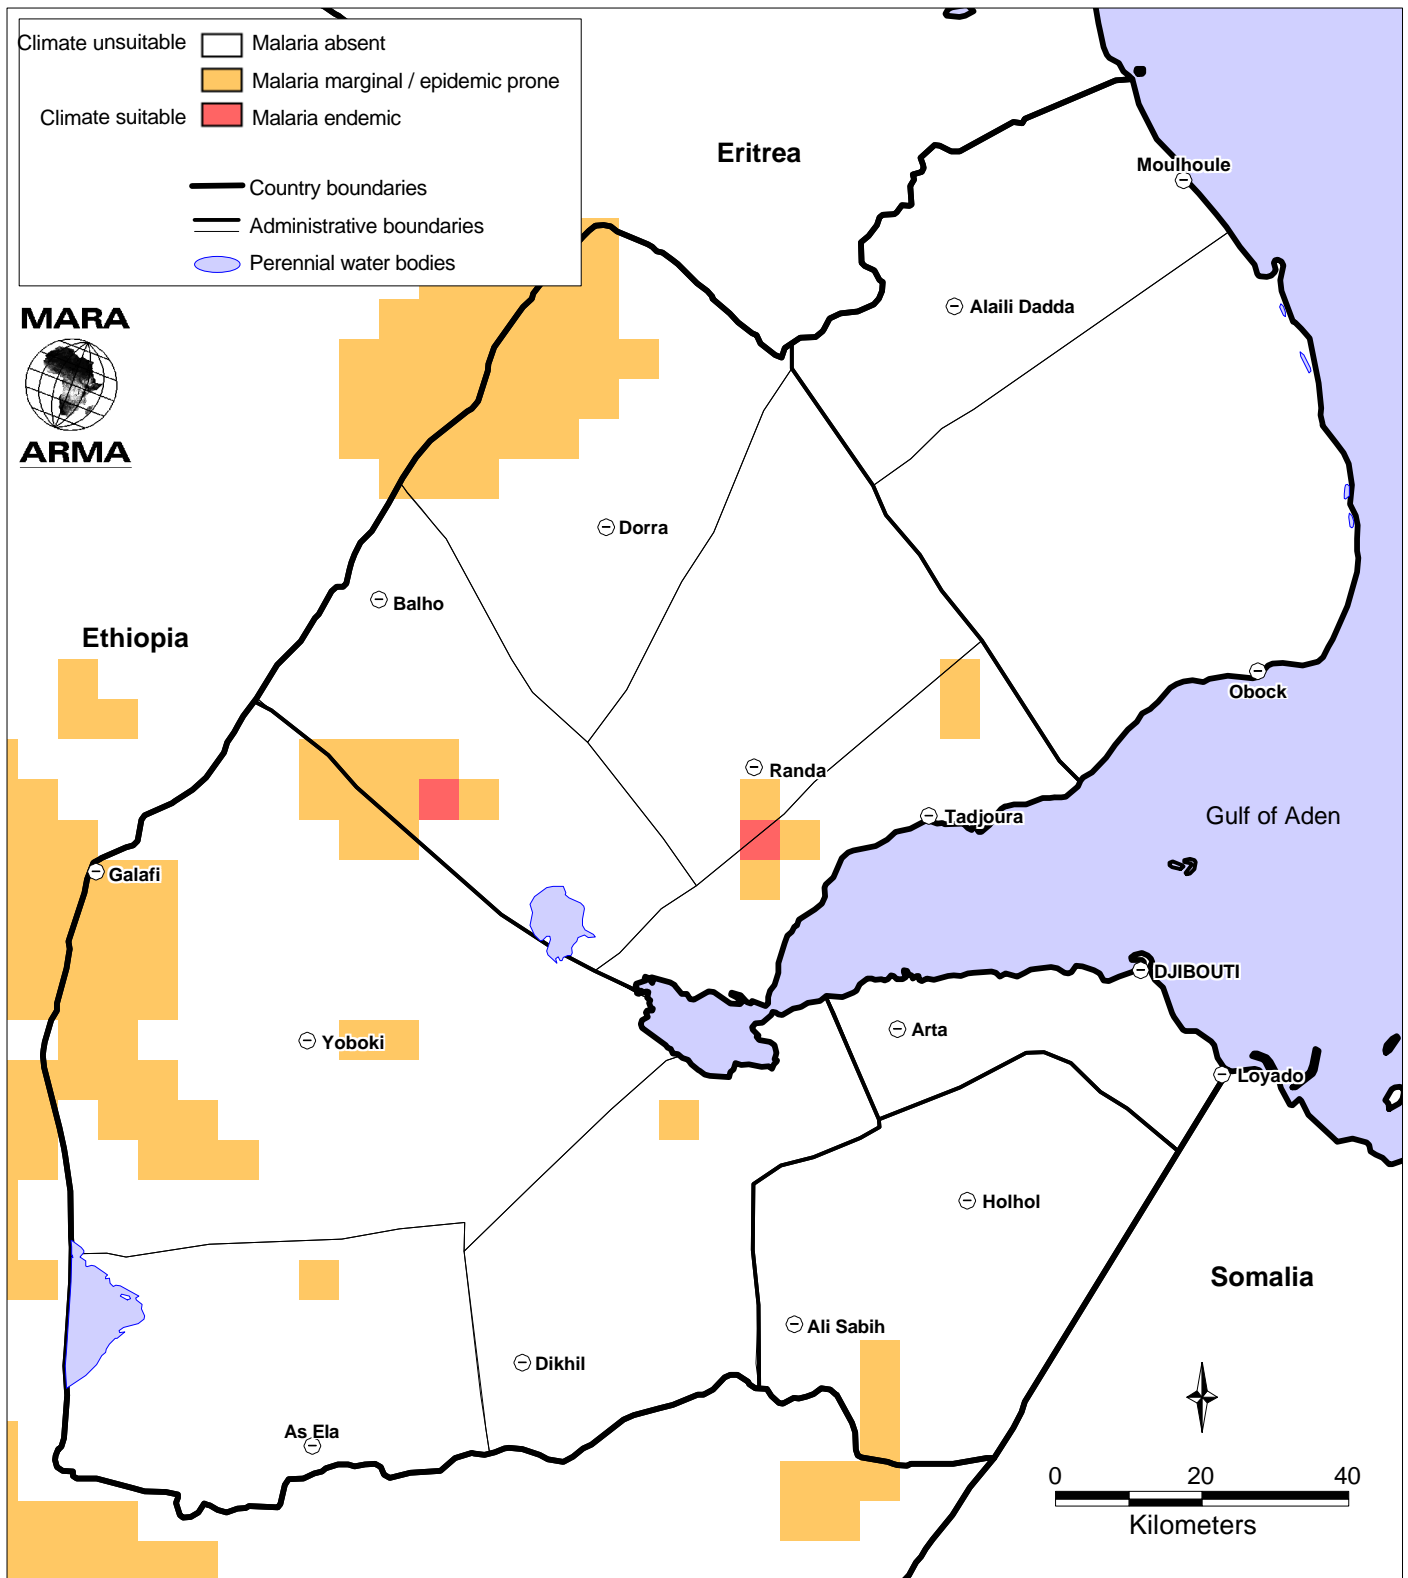 Climate unsuitable Malaria absent
Malaria marginal / epidemic prone
Climate suitable Malaria endemic
Country boundaries
Administrative boundaries
Perennial water bodies
MARA
ARMA
Eritrea
Moulhoule
Alaili Dadda
Dorra
Balho
Ethiopia
Obock
Randa
Tadjoura
Gulf of Aden
Galafi
DJIBOUTI
Arta
Yoboki
Loyado
Holhol
Somalia
Ali Sabih
Dikhil
As Ela
0 20 40
Kilometers